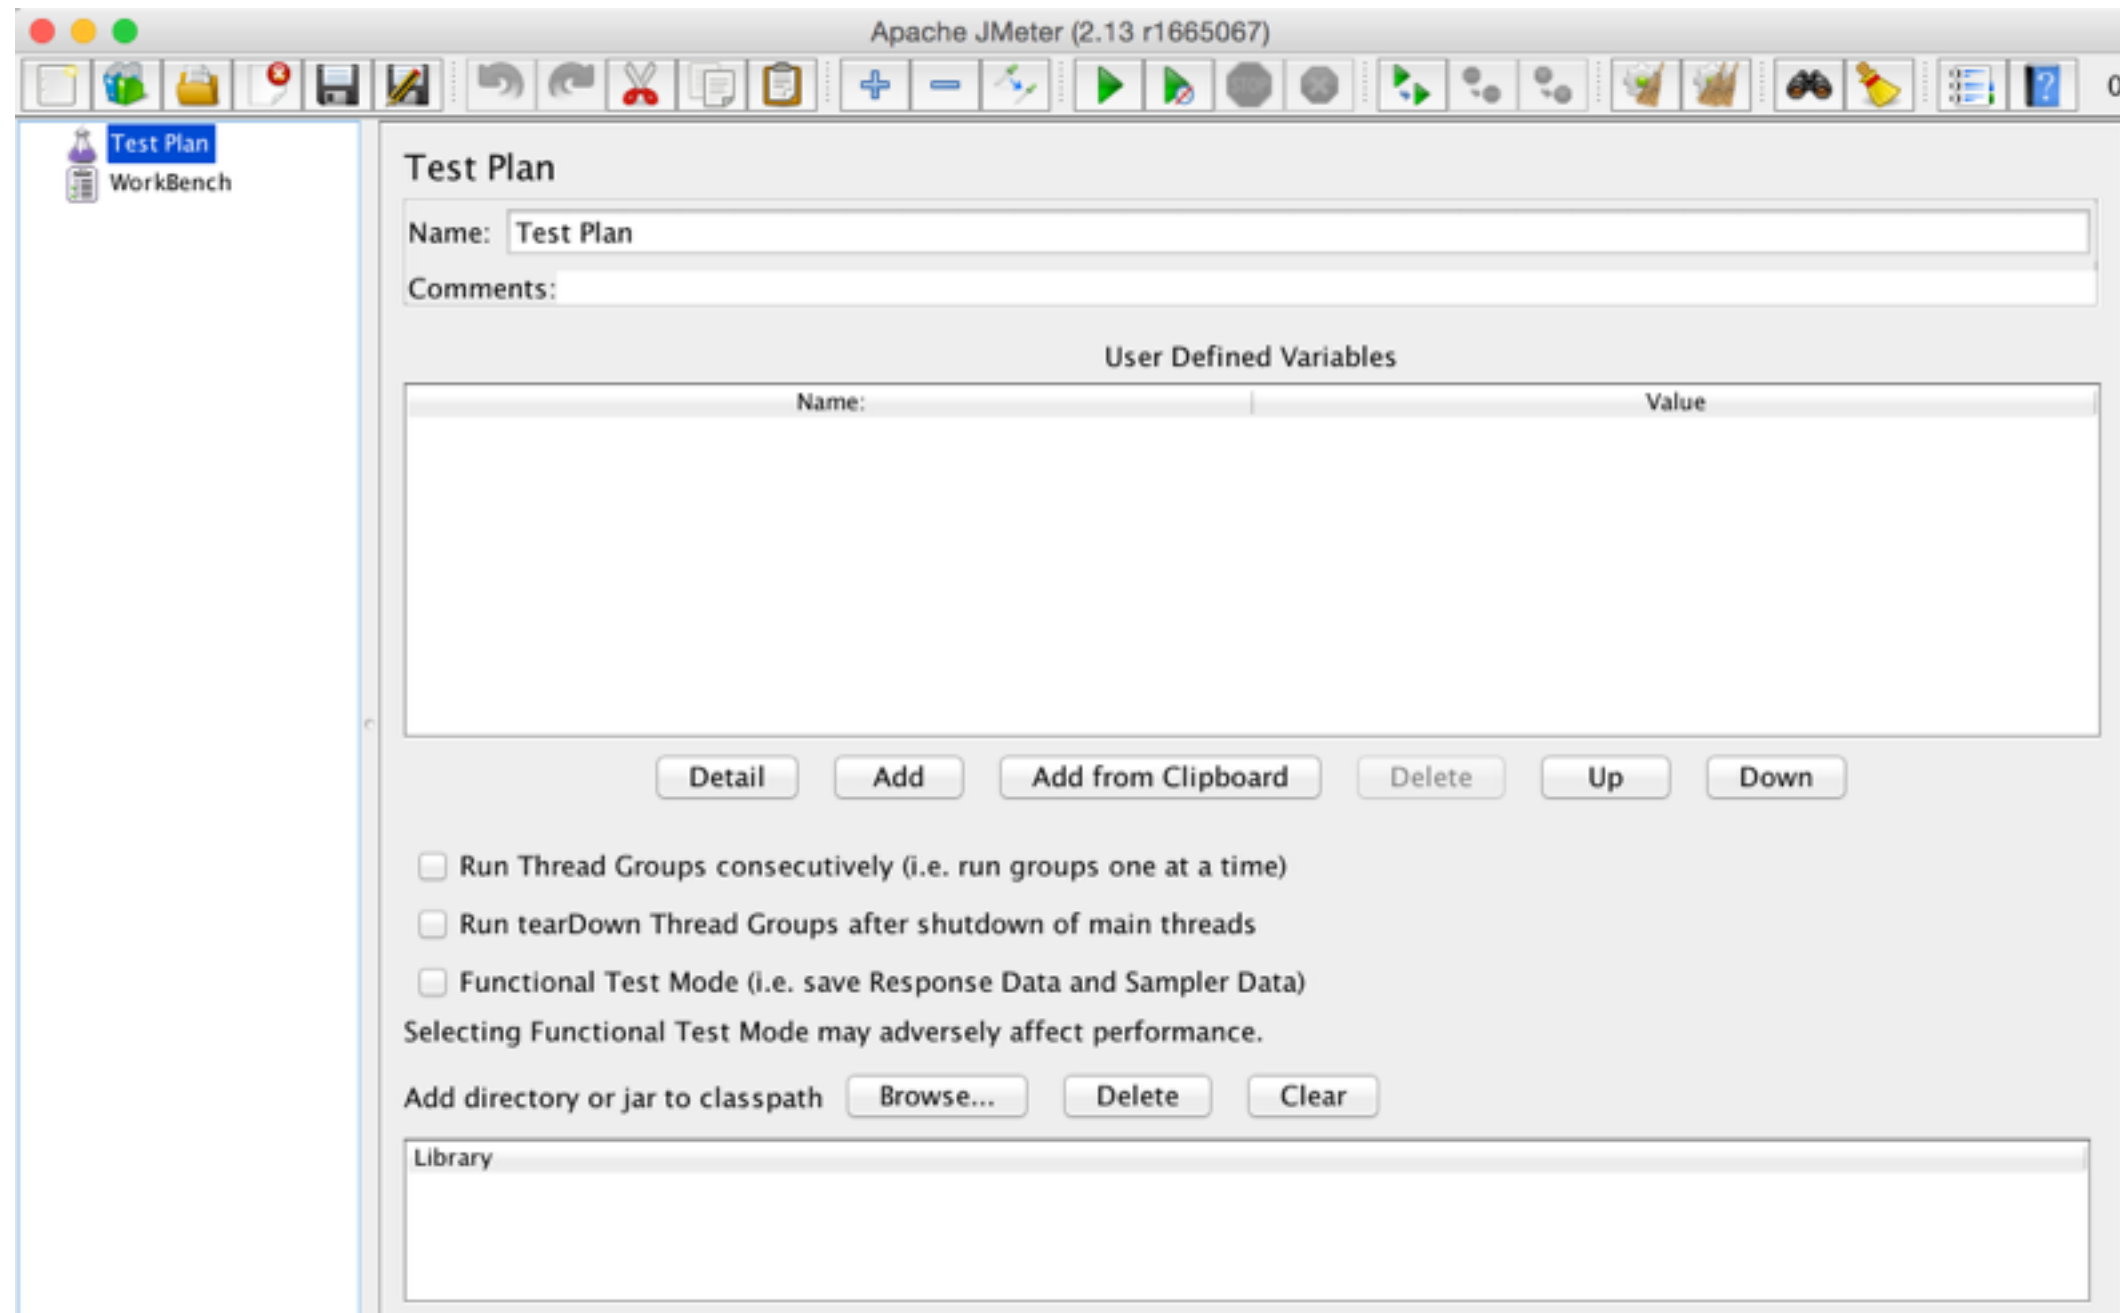 Apache JMeter (2.13 r1665067)
STOP
0
Test Plan
WorkBench
Test Plan
Name: Test Plan
Comments:
User Defined Variables
Name: Value
Detail Add Add from Clipboard Delete Up Down
Run Thread Groups consecutively (i.e. run groups one at a time)
Run tearDown Thread Groups after shutdown of main threads
Functional Test Mode (i.e. save Response Data and Sampler Data)
Selecting Functional Test Mode may adversely affect performance.
Add directory or jar to classpath Browse... Delete Clear
Library